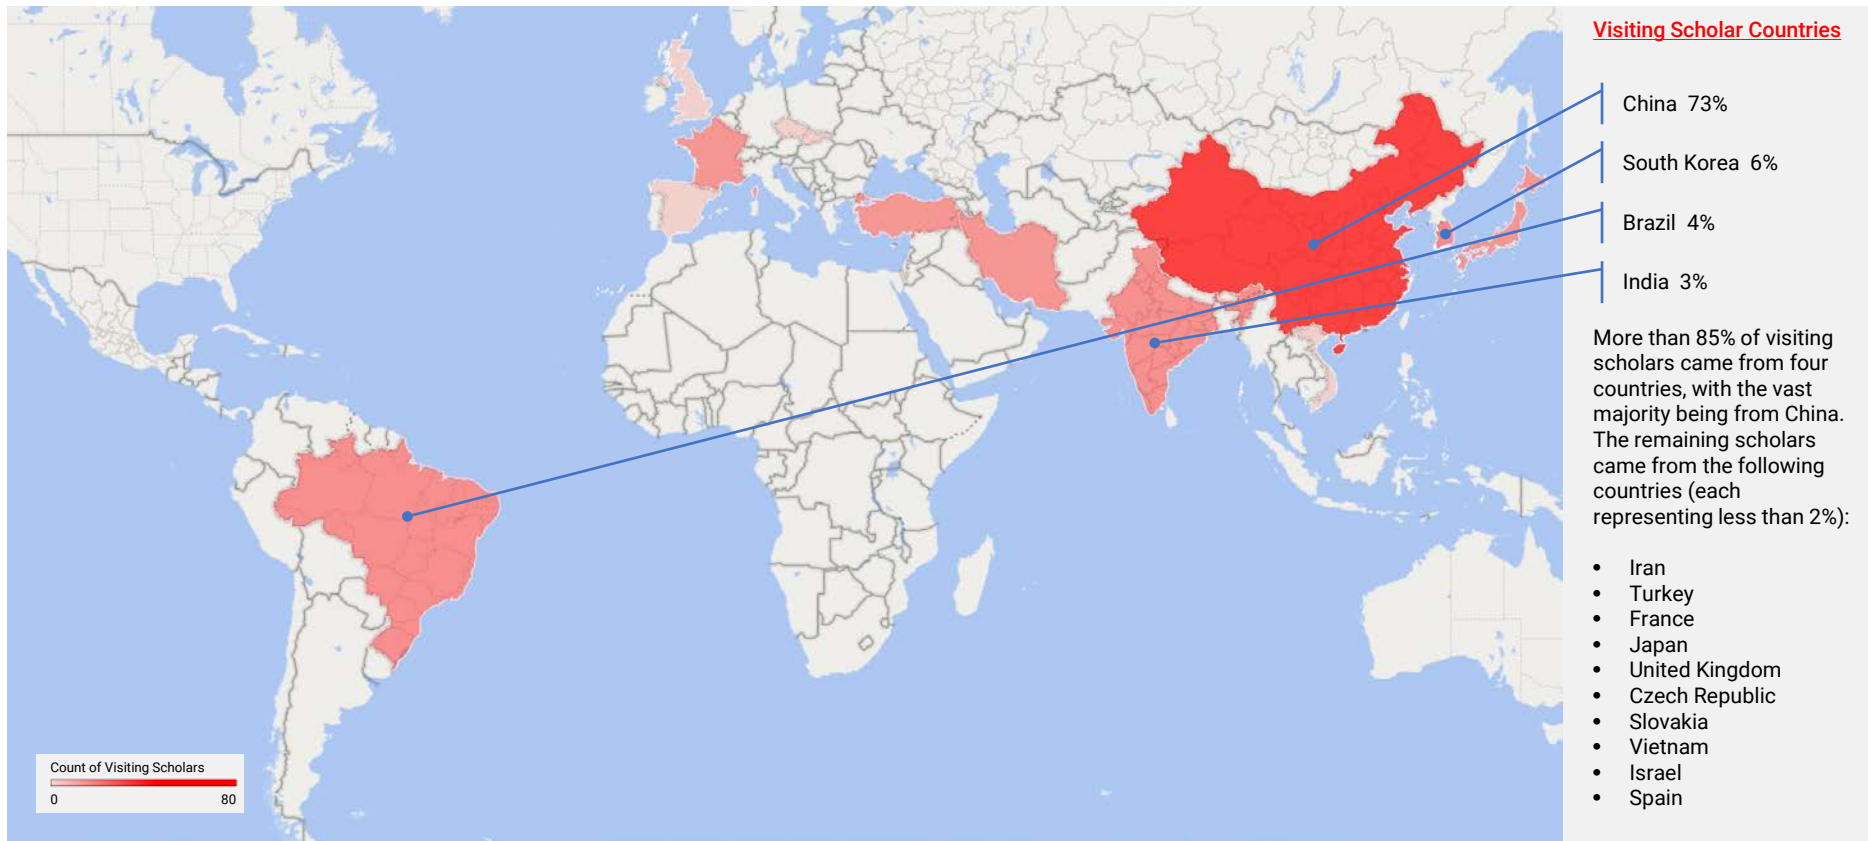 Visiting Scholar Countries
China 73%
South Korea 6%
Brazil 4%
India 3%
More than 85% of visiting
scholars came from four
countries, with the vast
majority being from China.
The remaining scholars
came from the following
countries (each
representing less than 2%):
• Iran
• Turkey
• France
• Japan
• United Kingdom
• Czech Republic
• Slovakia
• Vietnam
• Israel
• Spain
Count of Visiting Scholars
0 80